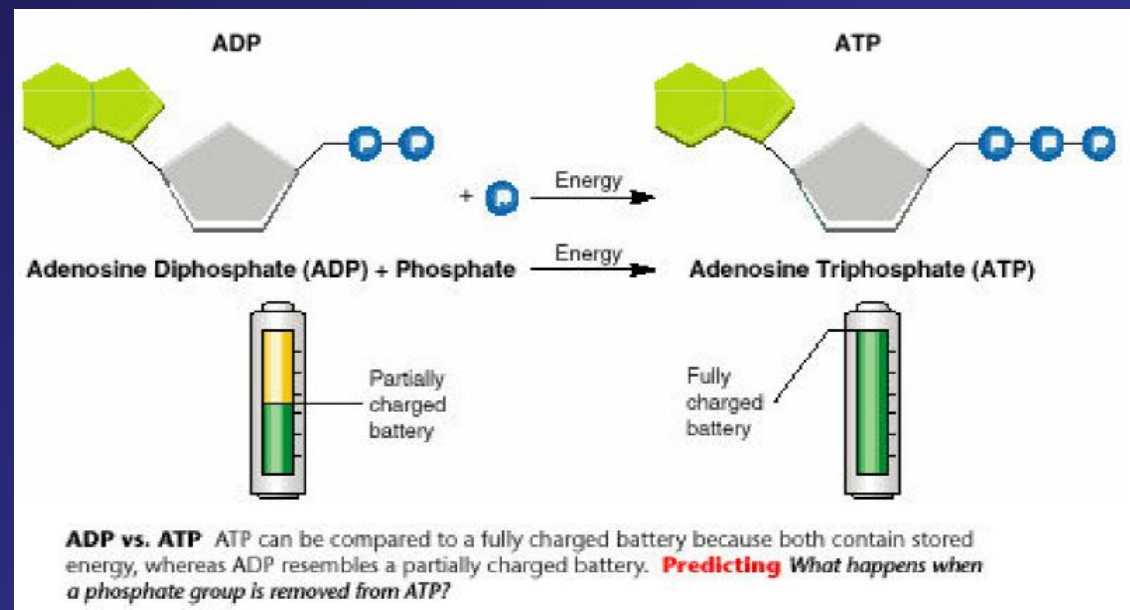 ADP
ATP
P P
P P P
+ P Energy
Energy
Adenosine Diphosphate (ADP) + Phosphate
Adenosine Triphosphate (ATP)
Partially
charged
battery
Fully
charged
battery
ADP vs. ATP ATP can be compared to a fully charged battery because both contain stored
energy, whereas ADP resembles a partially charged battery. Predicting What happens when
a phosphate group is removed from ATP?